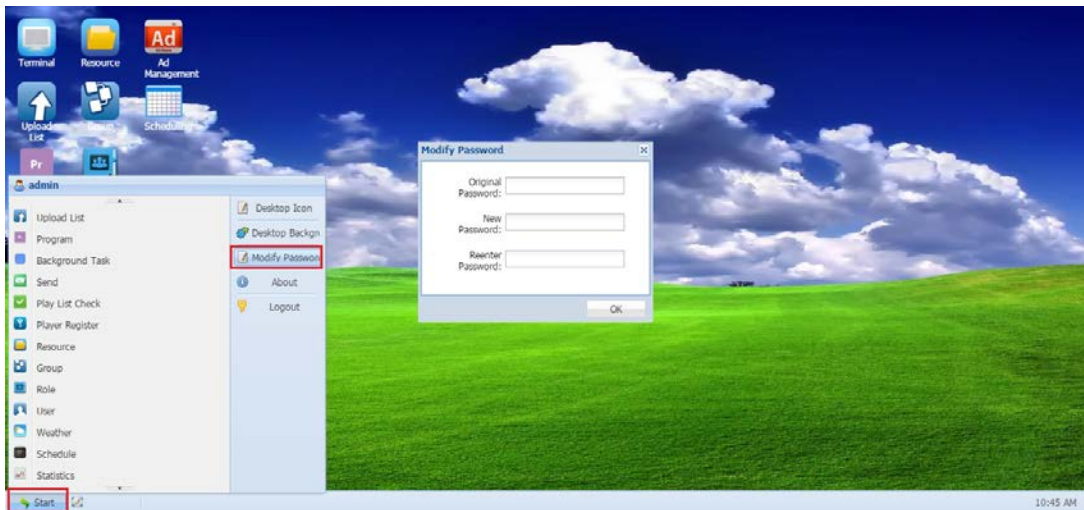 Terminal
Resource
Ad
Ad
Management
Upload
List
Group
Scheduling
Pr
admin
Upload List
Program
Background Task
Send
Play List Check
Player Register
Resource
Group
Role
User
Weather
Schedule
Statistics
Desktop Icon
Desktop Backgr
Modify Passwor
About
Logout
Modify Password
Original
Password:
New
Password:
Reenter
Password:
OK
Start
10:45 AM